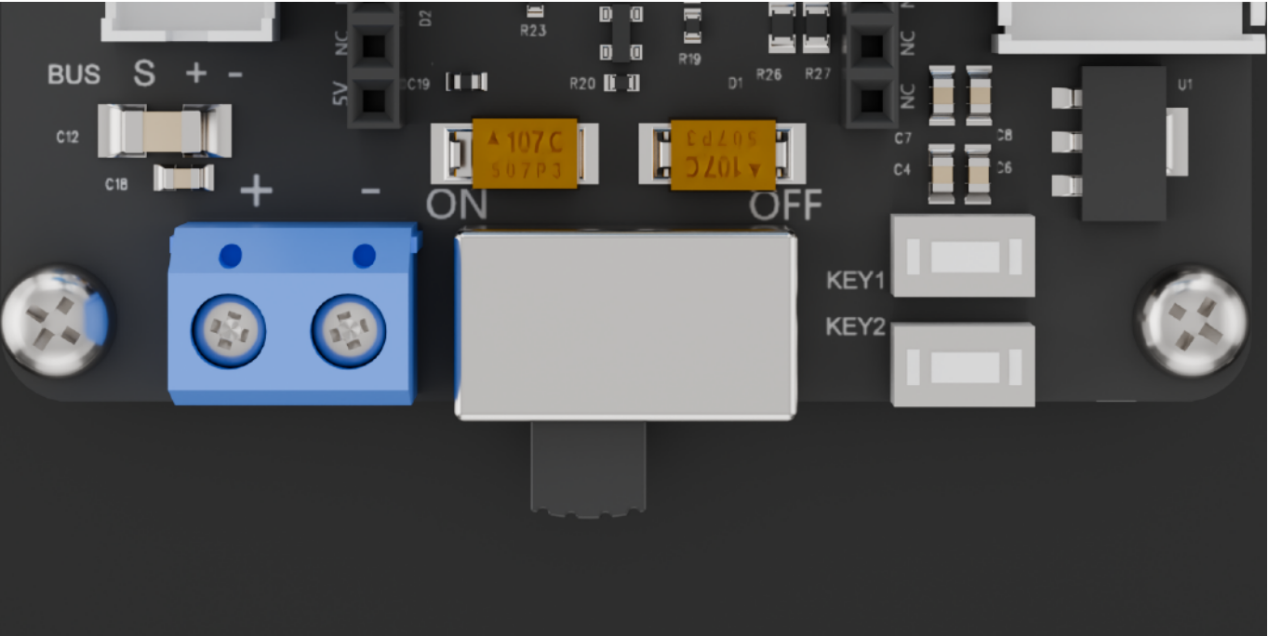 D2
R23
NC
R19
NC
BUS S + -
5V
C19
R20
D1
R26
R27
NC
U1
C12
107C
507P3
507P3
107C
C7
C8
C18
+ -
C4
C6
ON
OFF
KEY1
KEY2